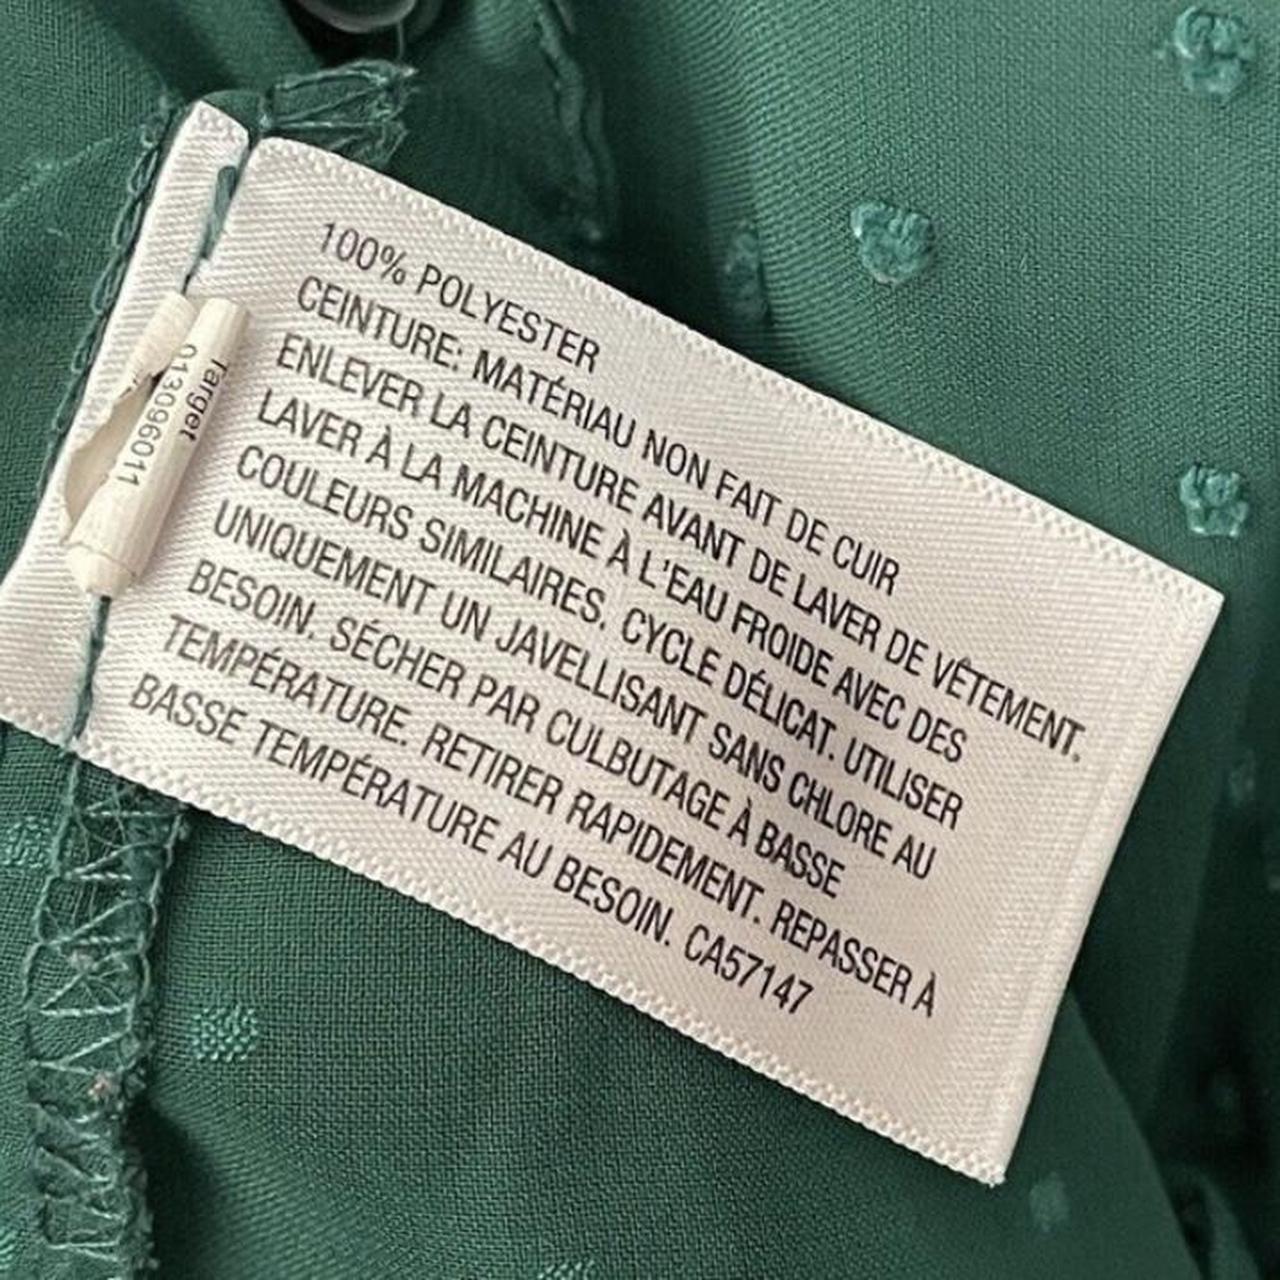 100% POLYESTER
CEINTURE: MATÉRIAU NON FAIT DE CUIR
ENLEVER LA CEINTURE AVANT DE LAVER DE VÊTEMENT.
LAVER À LA MACHINE À L'EAU FROIDE AVEC DES
COULEURS SIMILAIRES. CYCLE DÉLICAT. UTILISER
UNIQUEMENT UN JAVELLISANT SANS CHLORE AU
BESOIN. SÉCHER PAR CULBUTAGE À BASSE
TEMPÉRATURE. RETIRER RAPIDEMENT. REPASSER À
BASSE TEMPÉRATURE AU BESOIN. CA57147
Target
013096011